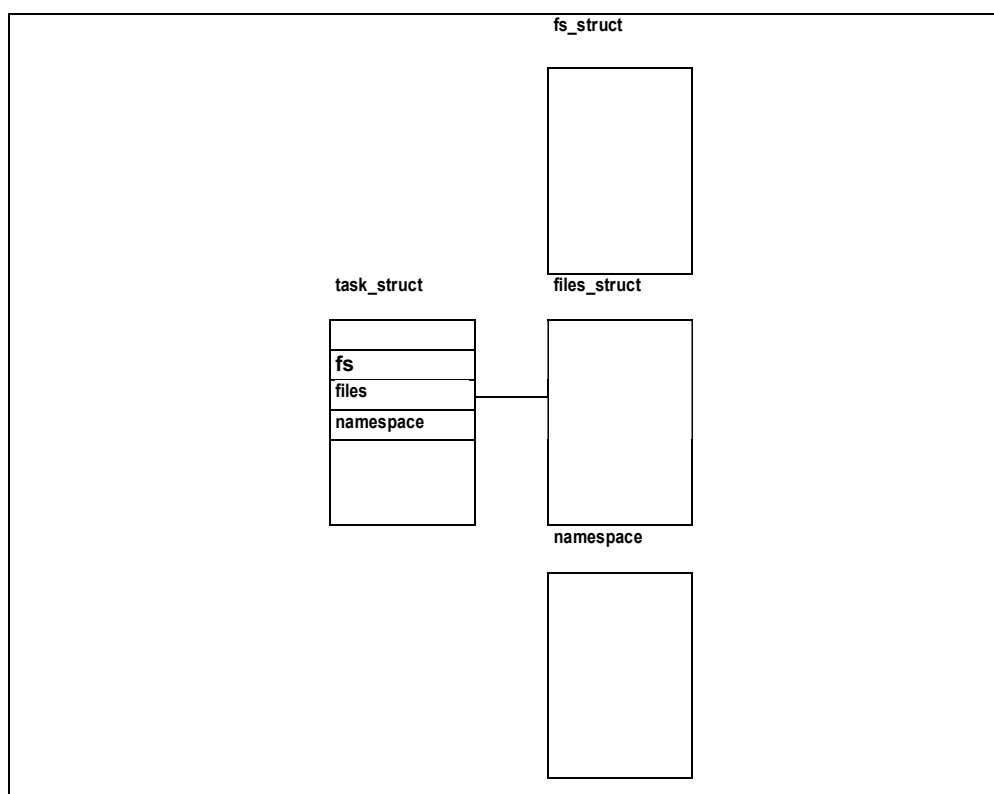 fs_struct
task_struct
files_struct
fs
files
namespace
namespace